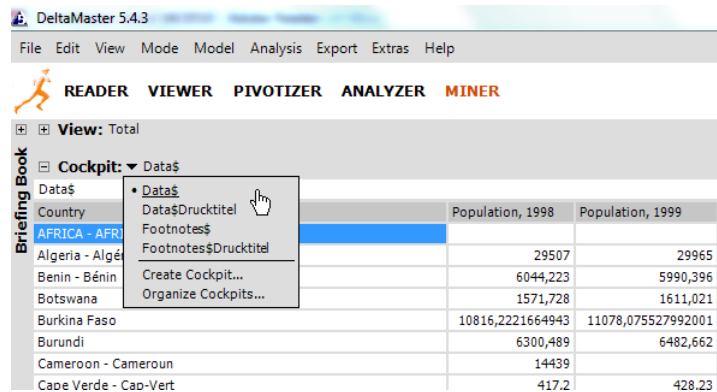 DeltaMaster 5.4.3
File Edit View Mode Model Analysis Export Extras Help
READER VIEWER PIVOTIZER ANALYZER MINER
View: Total
Briefing Book
Cockpit: Data$
Data$
• Data$
Data$Drucktitel
Footnotes$
Footnotes$Drucktitel
Create Cockpit...
Organize Cockpits...
Country Population, 1998 Population, 1999
AFRICA - AFRI
Algeria - Algér 29507 29965
Benin - Bénin 6044,223 5990,396
Botswana 1571,728 1611,021
Burkina Faso 10816,2221664943 11078,075527992001
Burundi 6300,489 6482,662
Cameroon - Cameroun 14439
Cape Verde - Cap-Vert 417,2 428,23